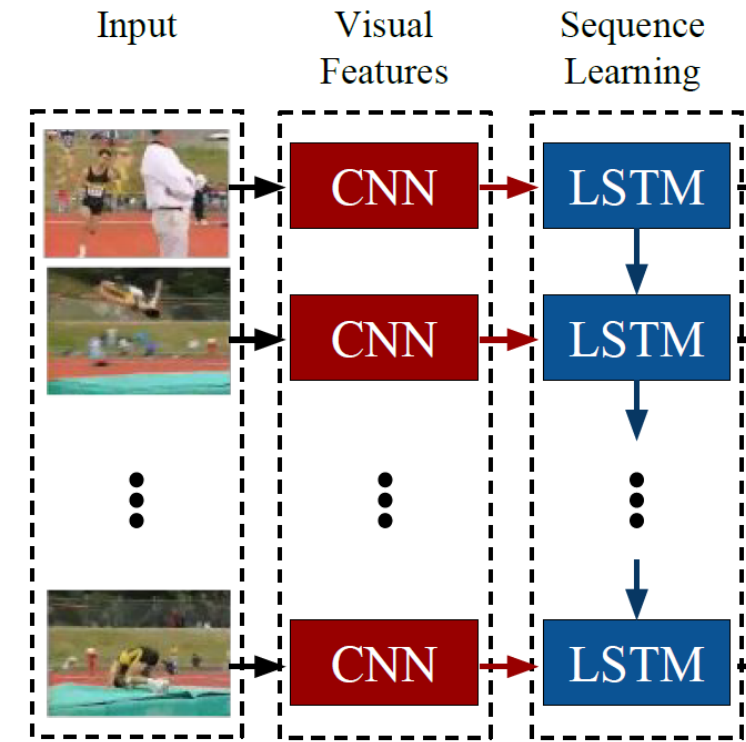 Input
Visual
Features
Sequence
Learning
CNN
LSTM
CNN
LSTM
CNN
LSTM